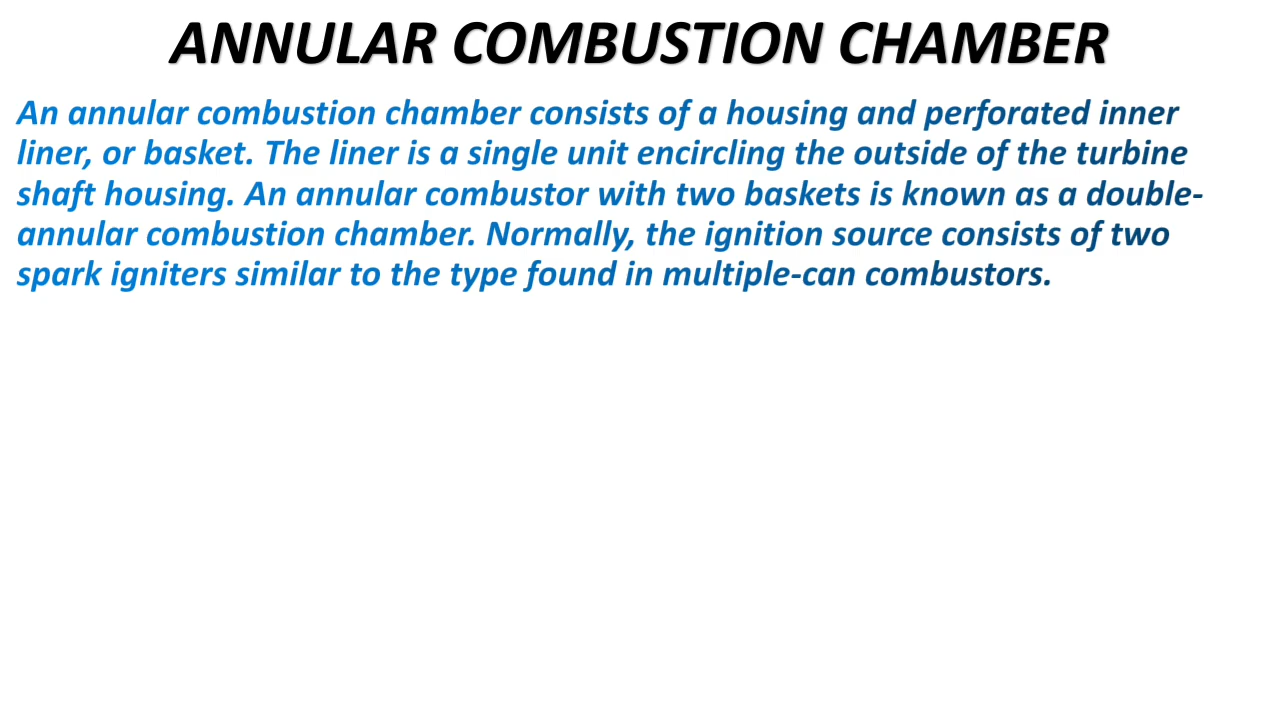 ANNULAR COMBUSTION CHAMBER
An annular combustion chamber consists of a housing and perforated inner
liner, or basket. The liner is a single unit encircling the outside of the turbine
shaft housing. An annular combustor with two baskets is known as a double-
annular combustion chamber. Normally, the ignition source consists of two
spark igniters similar to the type found in multiple-can combustors.